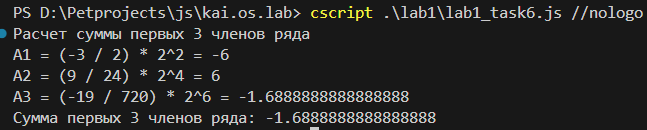 PS D:\Petprojects\js\kai.os.lab> cscript .\lab1\lab1_task6.js //nologo
Расчет суммы первых 3 членов ряда
A1 = (-3 / 2) * 2^2 = -6
A2 = (9 / 24) * 2^4 = 6
A3 = (-19 / 720) * 2^6 = -1.6888888888888888
Сумма первых 3 членов ряда: -1.6888888888888888